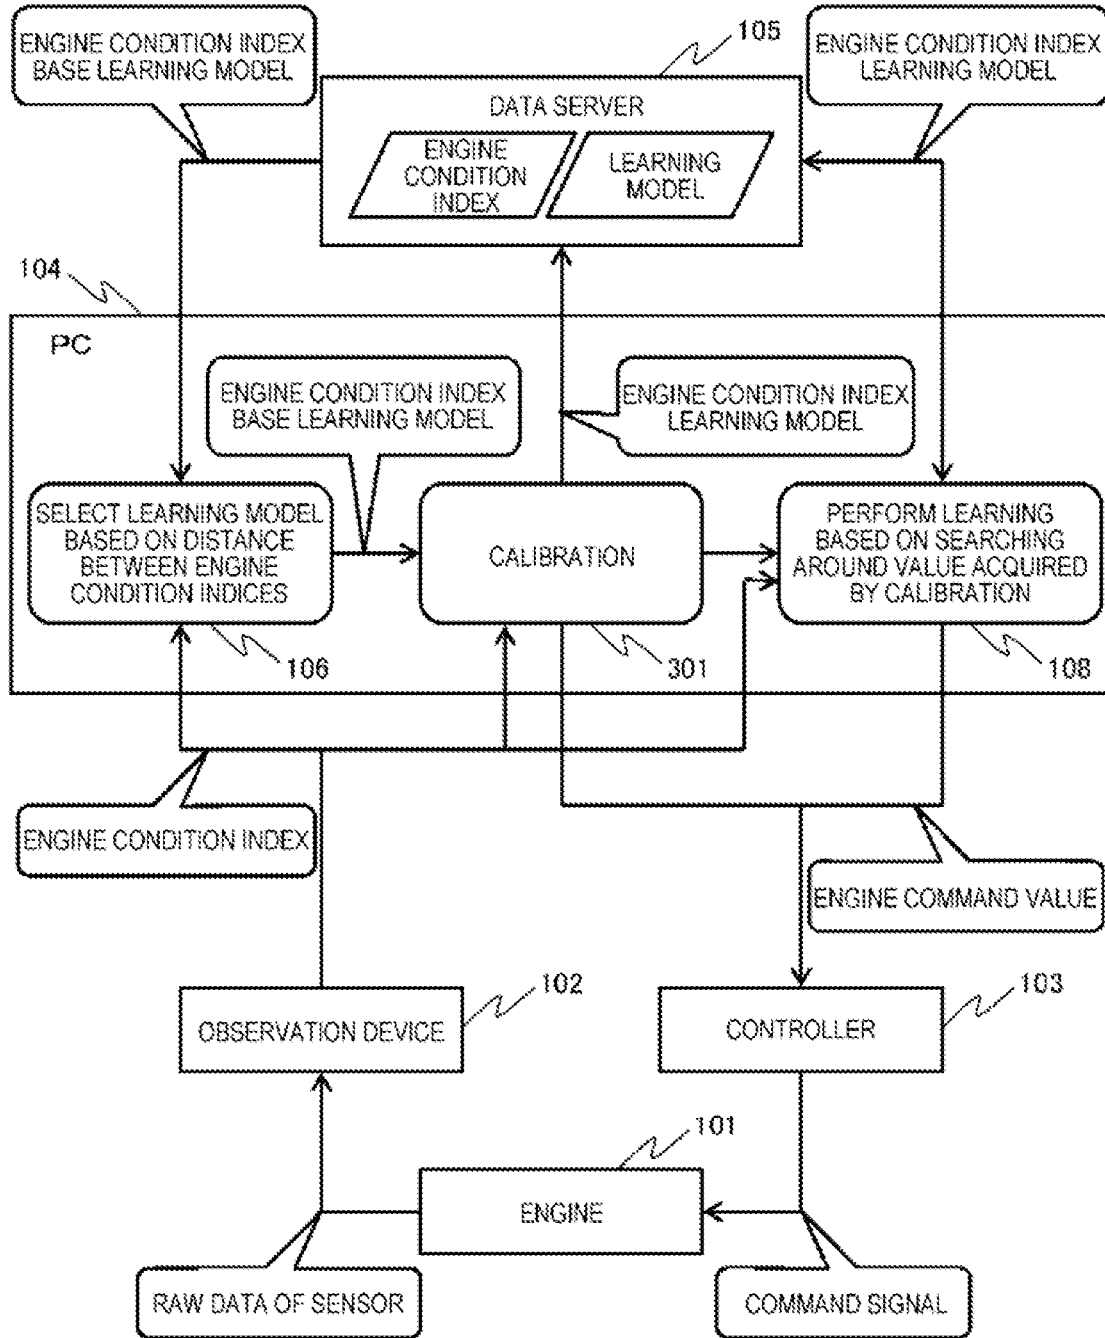 ENGINE CONDITION INDEX
BASE LEARNING MODEL
105
ENGINE CONDITION INDEX
LEARNING MODEL
DATA SERVER
ENGINE
CONDITION
INDEX
LEARNING
MODEL
104
PC
ENGINE CONDITION INDEX
BASE LEARNING MODEL
ENGINE CONDITION INDEX
LEARNING MODEL
SELECT LEARNING MODEL
BASED ON DISTANCE
BETWEEN ENGINE
CONDITION INDICES
CALIBRATION
PERFORM LEARNING
BASED ON SEARCHING
AROUND VALUE ACQUIRED
BY CALIBRATION
106
301
108
ENGINE CONDITION INDEX
ENGINE COMMAND VALUE
102
103
OBSERVATION DEVICE
CONTROLLER
101
ENGINE
RAW DATA OF SENSOR
COMMAND SIGNAL